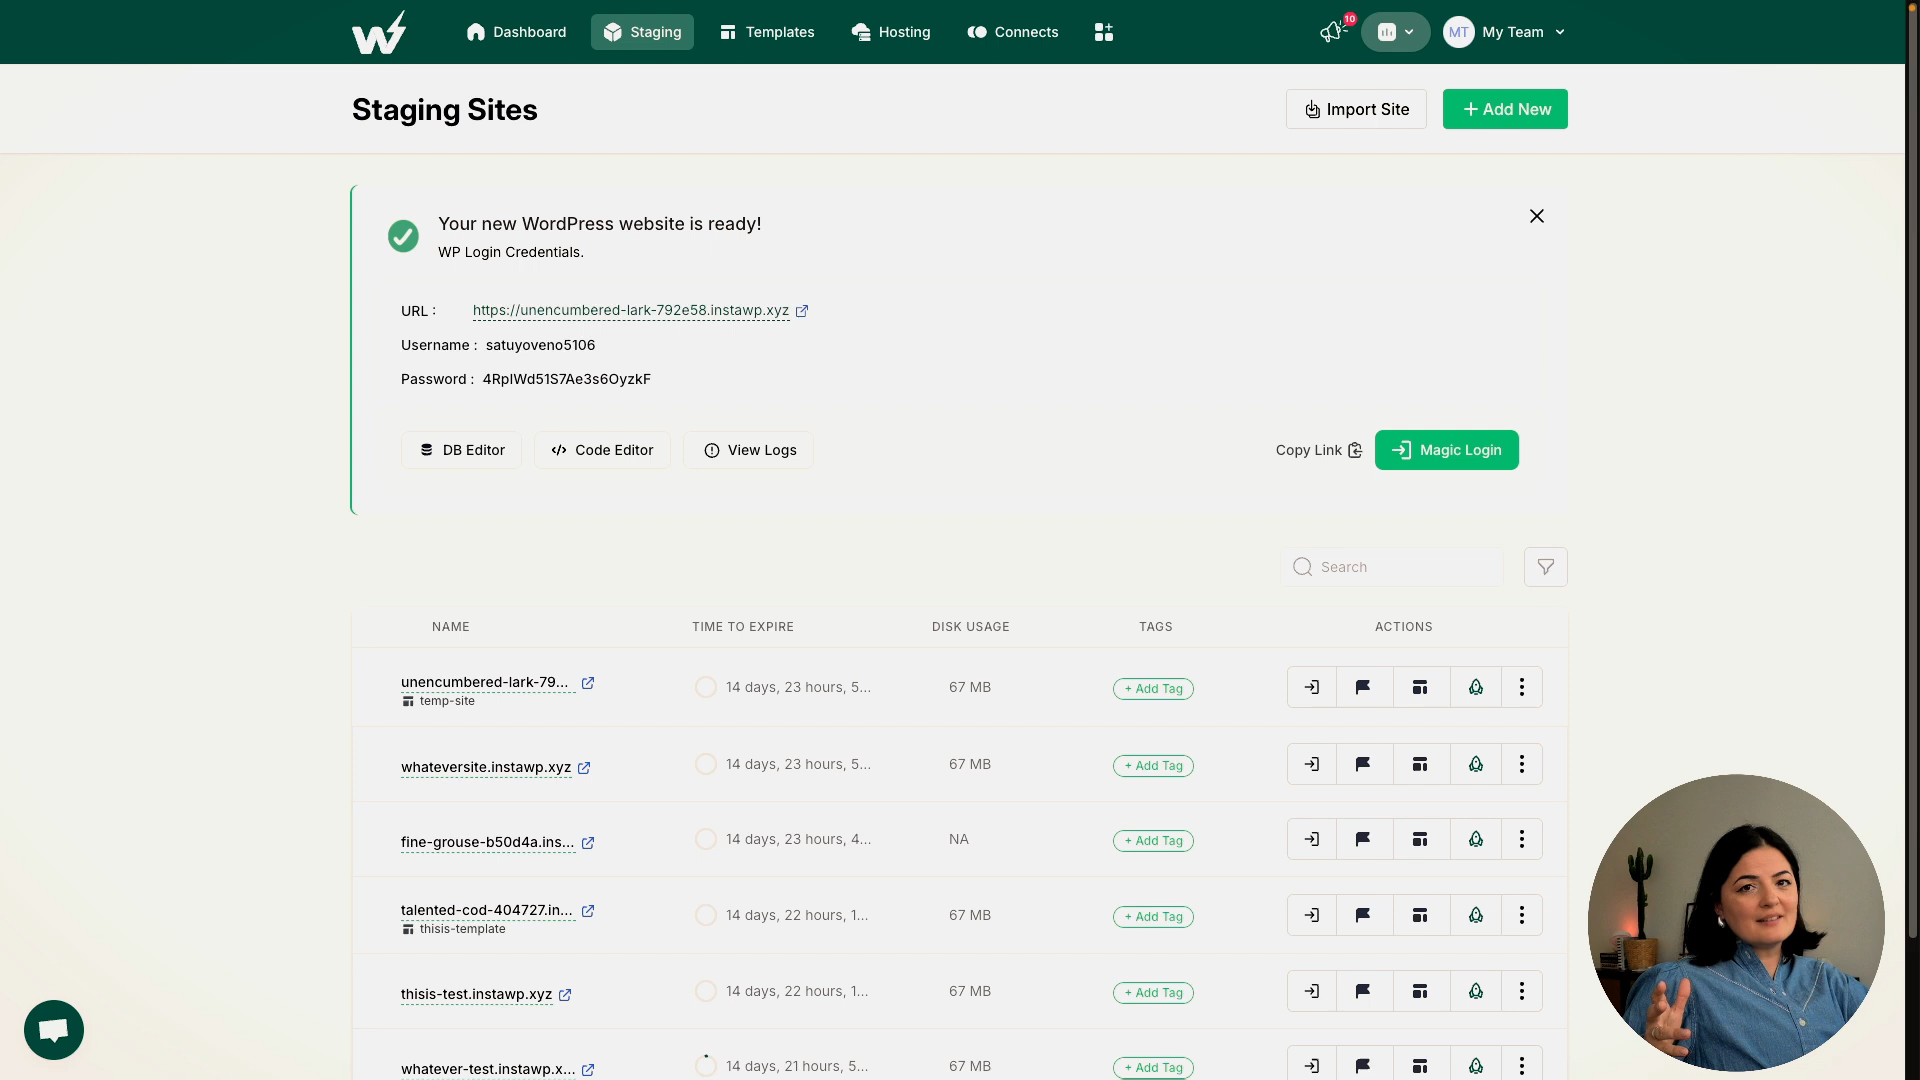 Dashboard
Staging
Templates
Hosting
Connects
10
MT
My Team
Staging Sites
Import Site
+ Add New
Your new WordPress website is ready!
WP Login Credentials.
URL :
https://unencumbered-lark-792e58.instawp.xyz
Username :
satuyoveno5106
Password :
4RplWd51S7Ae3s6OyzkF
DB Editor
Code Editor
View Logs
Copy Link
Magic Login
Search
NAME
TIME TO EXPIRE
DISK USAGE
TAGS
ACTIONS
unencumbered-lark-79...
temp-site
14 days, 23 hours, 5...
67 MB
+ Add Tag
whateversite.instawp.xyz
14 days, 23 hours, 5...
67 MB
+ Add Tag
fine-grouse-b50d4a.ins...
14 days, 23 hours, 4...
NA
+ Add Tag
talented-cod-404727.in...
thisis-template
14 days, 22 hours, 1...
67 MB
+ Add Tag
thisis-test.instawp.xyz
14 days, 22 hours, 1...
67 MB
+ Add Tag
whatever-test.instawp.x...
14 days, 21 hours, 5...
67 MB
+ Add Tag